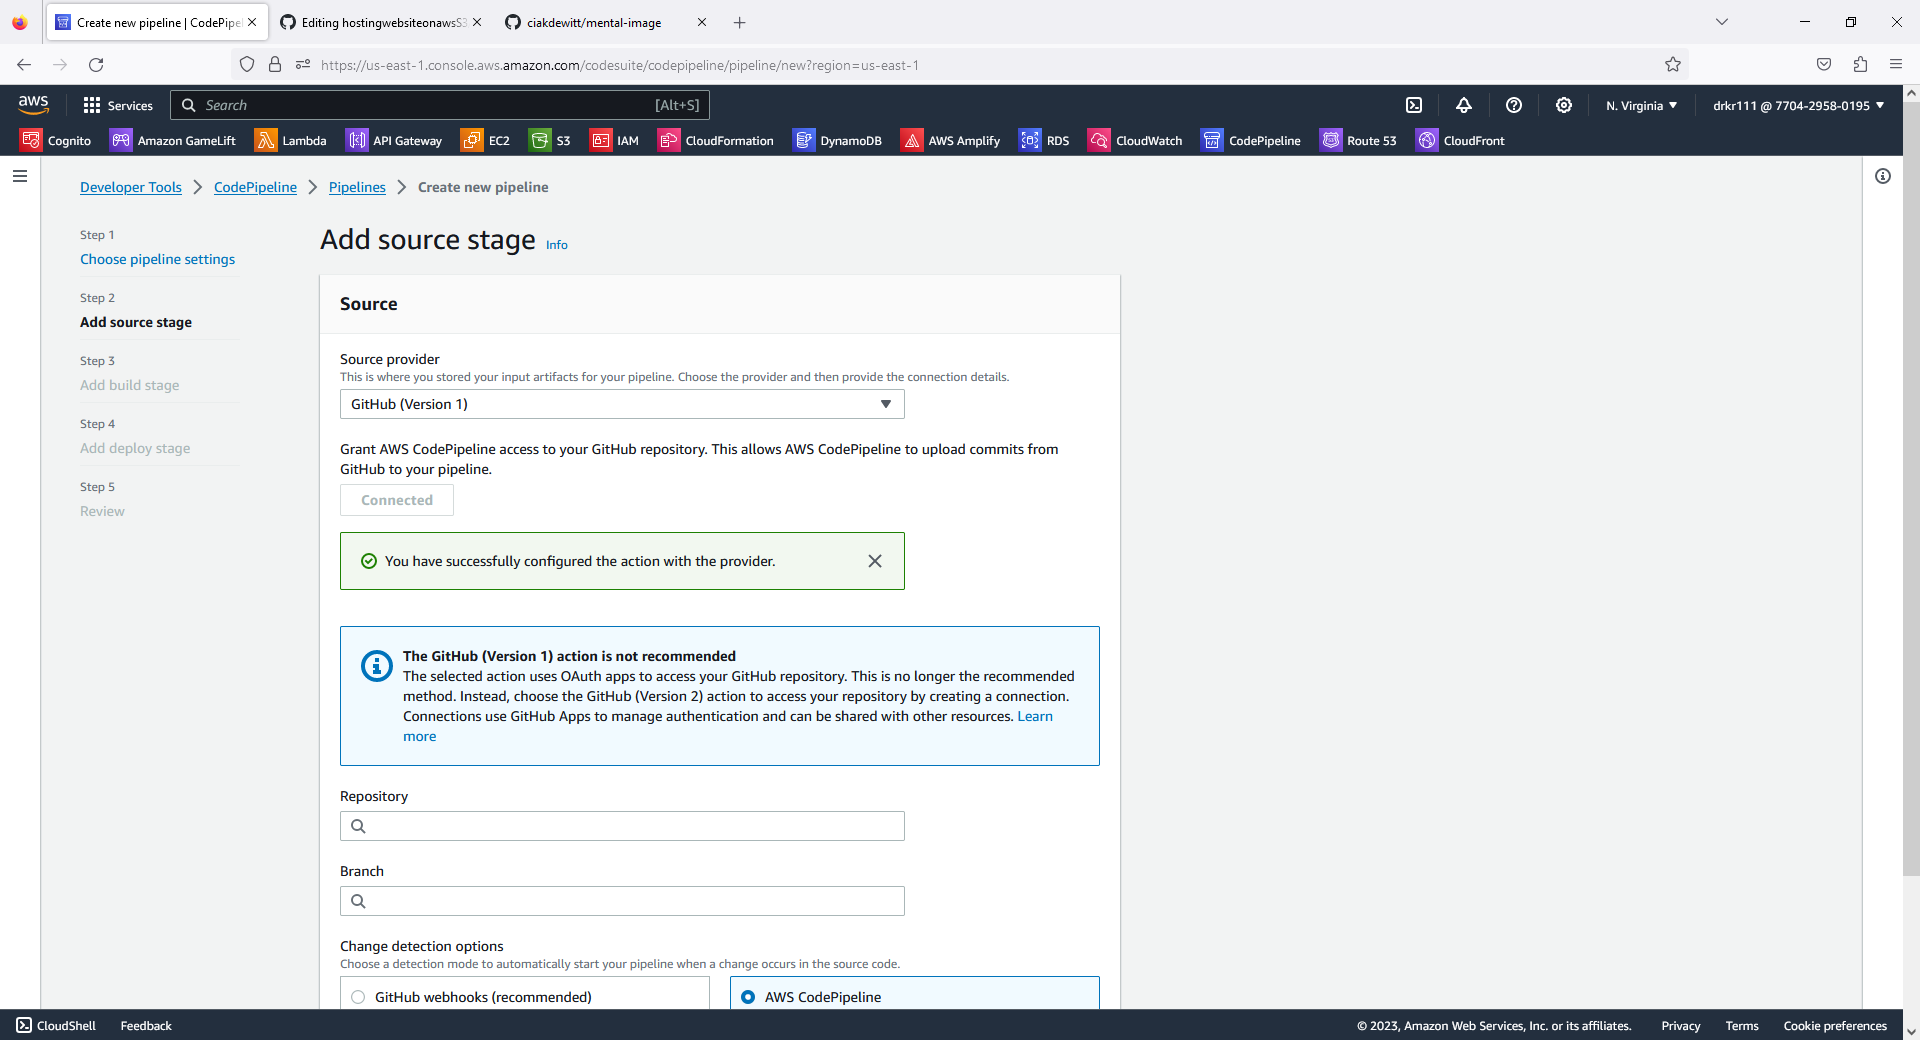 Create new pipeline | CodePipel
Editing hostingwebsiteonawsS3
ciakdewitt/mental-image
https://us-east-1.console.aws.amazon.com/codesuite/codepipeline/pipeline/new?region=us-east-1
aws
Services
Search
[Alt+S]
N. Virginia
drkr111 @ 7704-2958-0195
Cognito
Amazon GameLift
Lambda
API Gateway
EC2
S3
IAM
CloudFormation
DynamoDB
AWS Amplify
RDS
CloudWatch
CodePipeline
Route 53
CloudFront
Developer Tools
CodePipeline
Pipelines
Create new pipeline
Step 1
Choose pipeline settings
Step 2
Add source stage
Step 3
Add build stage
Step 4
Add deploy stage
Step 5
Review
Add source stage Info
Source
Source provider
This is where you stored your input artifacts for your pipeline. Choose the provider and then provide the connection details.
GitHub (Version 1)
Grant AWS CodePipeline access to your GitHub repository. This allows AWS CodePipeline to upload commits from
GitHub to your pipeline.
Connected
You have successfully configured the action with the provider.
The GitHub (Version 1) action is not recommended
The selected action uses OAuth apps to access your GitHub repository. This is no longer the recommended
method. Instead, choose the GitHub (Version 2) action to access your repository by creating a connection.
Connections use GitHub Apps to manage authentication and can be shared with other resources. Learn
more
Repository
Branch
Change detection options
Choose a detection mode to automatically start your pipeline when a change occurs in the source code.
GitHub webhooks (recommended)
AWS CodePipeline
CloudShell
Feedback
© 2023, Amazon Web Services, Inc. or its affiliates.
Privacy
Terms
Cookie preferences